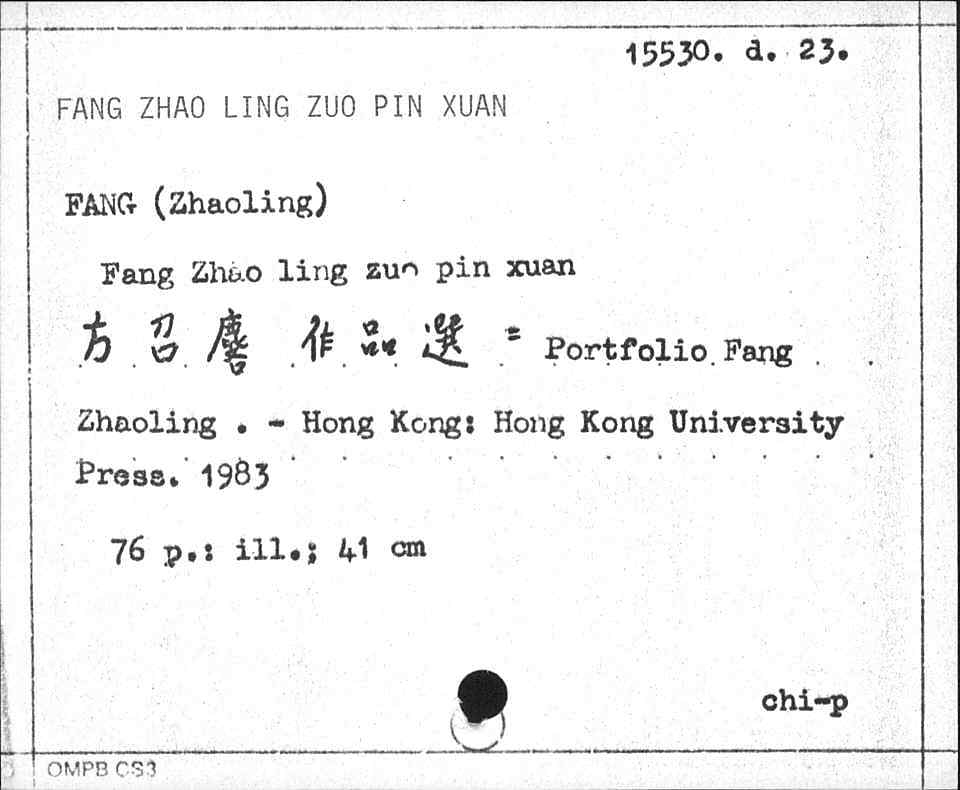 15530. d. 23.
FANG ZHAO LING ZUO PIN XUAN
FANG (Zhaoling)
Fang Zhao ling zuo pin xuan
方 召 麐 作 品 選 = Portfolio Fang
Zhaoling . - Hong Kong: Hong Kong University
Press. 1983
76 p.: ill.; 41 cm
chi-p
OMPB CS3